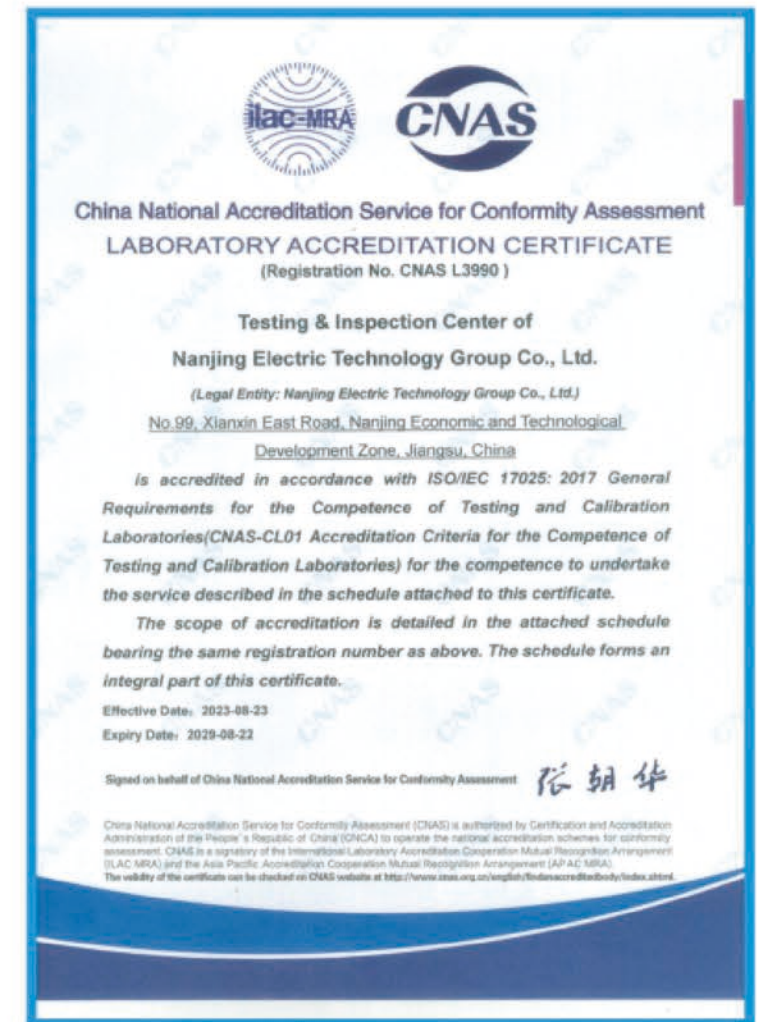 ilac-MRA
CNAS
China National Accreditation Service for Conformity Assessment
LABORATORY ACCREDITATION CERTIFICATE
(Registration No. CNAS L3990 )
Testing & Inspection Center of
Nanjing Electric Technology Group Co., Ltd.
(Legal Entity: Nanjing Electric Technology Group Co., Ltd.)
No.99, Xianxin East Road, Nanjing Economic and Technological
Development Zone, Jiangsu, China
is accredited in accordance with ISO/IEC 17025: 2017 General
Requirements for the Competence of Testing and Calibration
Laboratories(CNAS-CL01 Accreditation Criteria for the Competence of
Testing and Calibration Laboratories) for the competence to undertake
the service described in the schedule attached to this certificate.
The scope of accreditation is detailed in the attached schedule
bearing the same registration number as above. The schedule forms an
integral part of this certificate.
Effective Date: 2023-08-23
Expiry Date: 2029-08-22
Signed on behalf of China National Accreditation Service for Conformity Assessment 张朝华
China National Accreditation Service for Conformity Assessment (CNAS) is authorized by Certification and Accreditation
Administration of the People's Republic of China (CNCA) to operate the national accreditation schemes for conformity
assessment. CNAS is a signatory of the International Laboratory Accreditation Cooperation Mutual Recognition Arrangement
(ILAC MRA) and the Asia Pacific Accreditation Cooperation Mutual Recognition Arrangement (APAC MRA).
The validity of the certificate can be checked on CNAS website at http://www.cnas.org.cn/english/findanaccreditedbody/index.shtml.